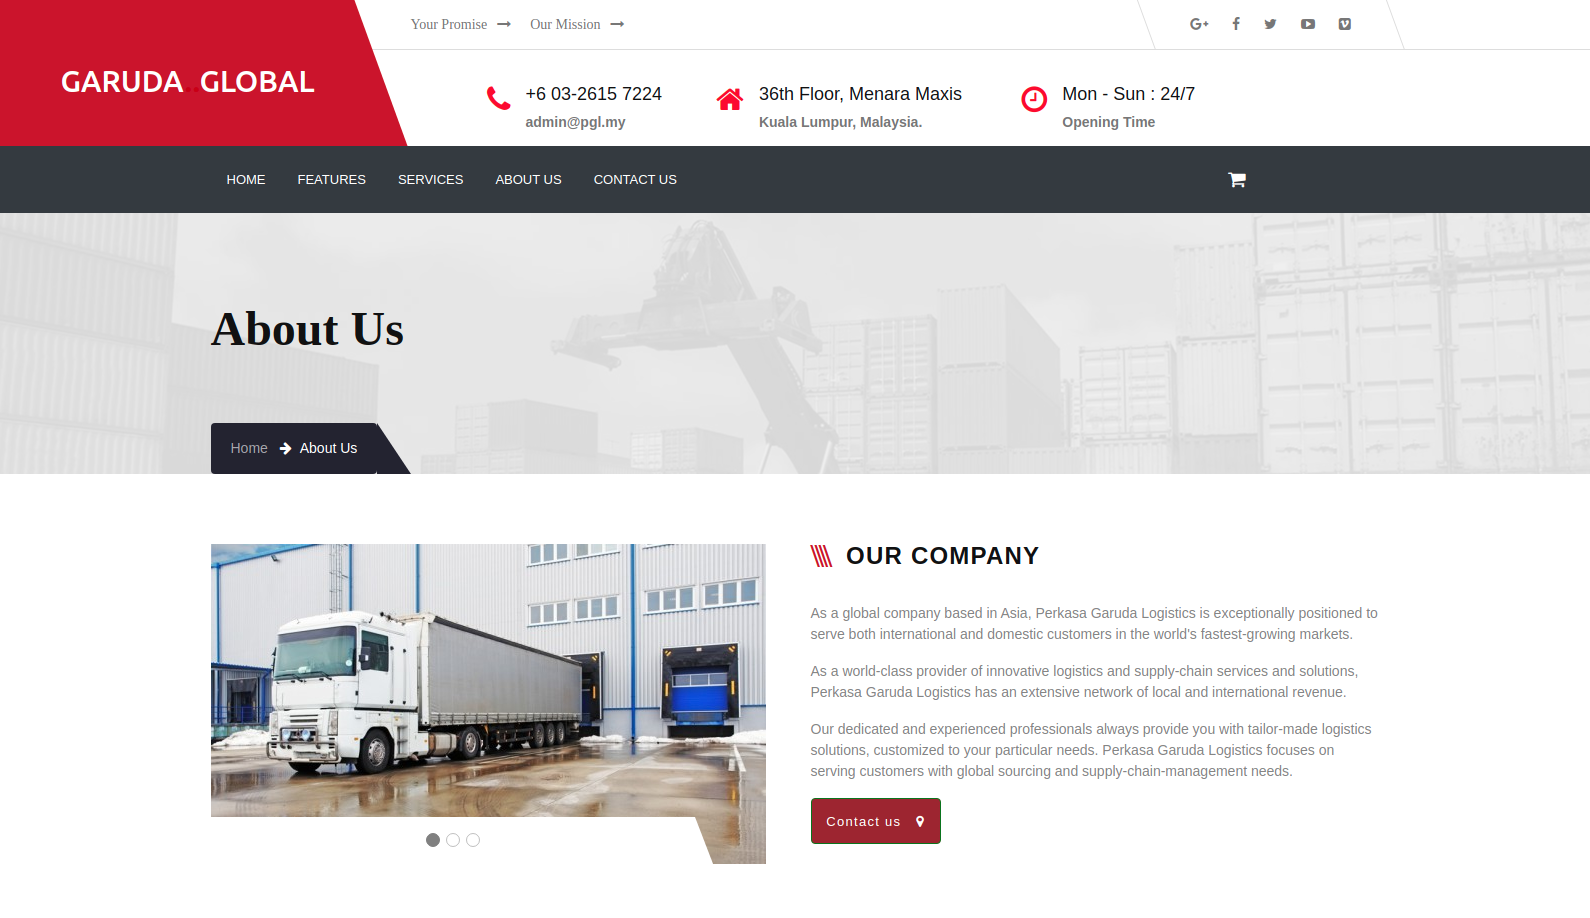 Your Promise
Our Mission
GARUDA..GLOBAL
+6 03-2615 7224
admin@pgl.my
36th Floor, Menara Maxis
Kuala Lumpur, Malaysia.
Mon - Sun : 24/7
Opening Time
HOME
FEATURES
SERVICES
ABOUT US
CONTACT US
About Us
Home
About Us
OUR COMPANY
As a global company based in Asia, Perkasa Garuda Logistics is exceptionally positioned to
serve both international and domestic customers in the world's fastest-growing markets.
As a world-class provider of innovative logistics and supply-chain services and solutions,
Perkasa Garuda Logistics has an extensive network of local and international revenue.
Our dedicated and experienced professionals always provide you with tailor-made logistics
solutions, customized to your particular needs. Perkasa Garuda Logistics focuses on
serving customers with global sourcing and supply-chain-management needs.
Contact us